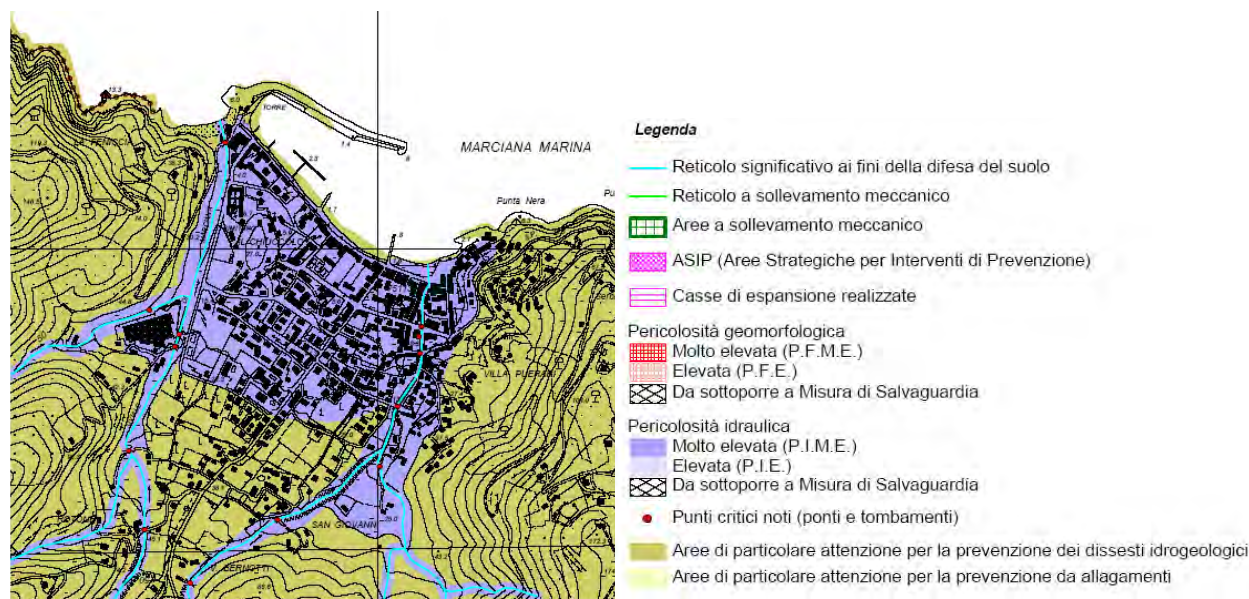 13.3
TORRE
1.4
MARCIANA MARINA
Punta Nera
SAN GIOVANNI
Legenda
Reticolo significativo ai fini della difesa del suolo
Reticolo a sollevamento meccanico
Aree a sollevamento meccanico
ASIP (Aree Strategiche per Interventi di Prevenzione)
Casse di espansione realizzate
Pericolosità geomorfologica
Molto elevata (P.F.M.E.)
Elevata (P.F.E.)
Da sottoporre a Misura di Salvaguardia
Pericolosità idraulica
Molto elevata (P.I.M.E.)
Elevata (P.I.E.)
Da sottoporre a Misura di Salvaguardia
Punti critici noti (ponti e tombamenti)
Aree di particolare attenzione per la prevenzione dei dissesti idrogeologici
Aree di particolare attenzione per la prevenzione da allagamenti